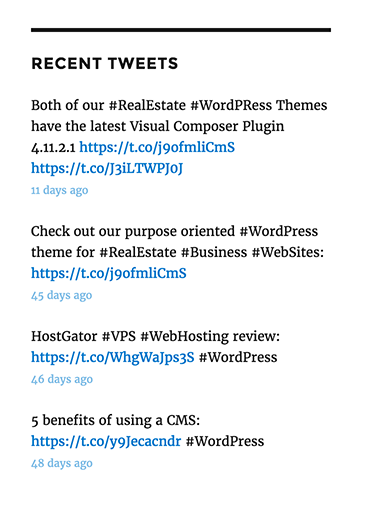 RECENT TWEETS
Both of our #RealEstate #WordPRess Themes
have the latest Visual Composer Plugin
4.11.2.1 https://t.co/j9ofmliCmS
https://t.co/J3iLTWPJ0J
11 days ago
Check out our purpose oriented #WordPress
theme for #RealEstate #Business #WebSites:
https://t.co/j9ofmliCmS
45 days ago
HostGator #VPS #WebHosting review:
https://t.co/WhgWaJps3S #WordPress
46 days ago
5 benefits of using a CMS:
https://t.co/y9Jecacndr #WordPress
48 days ago